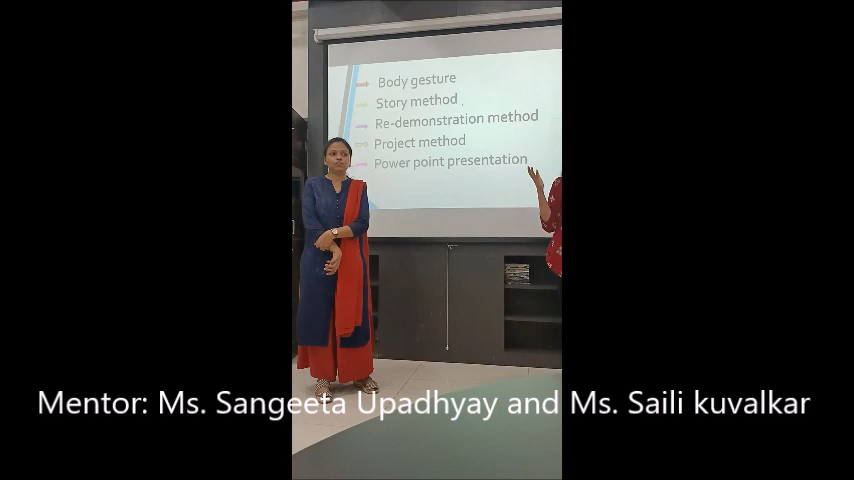 Body gesture
Story method
Re-demonstration method
Project method
Power point presentation
Mentor: Ms. Sangeeta Upadhyay and Ms. Saili kuvalkar